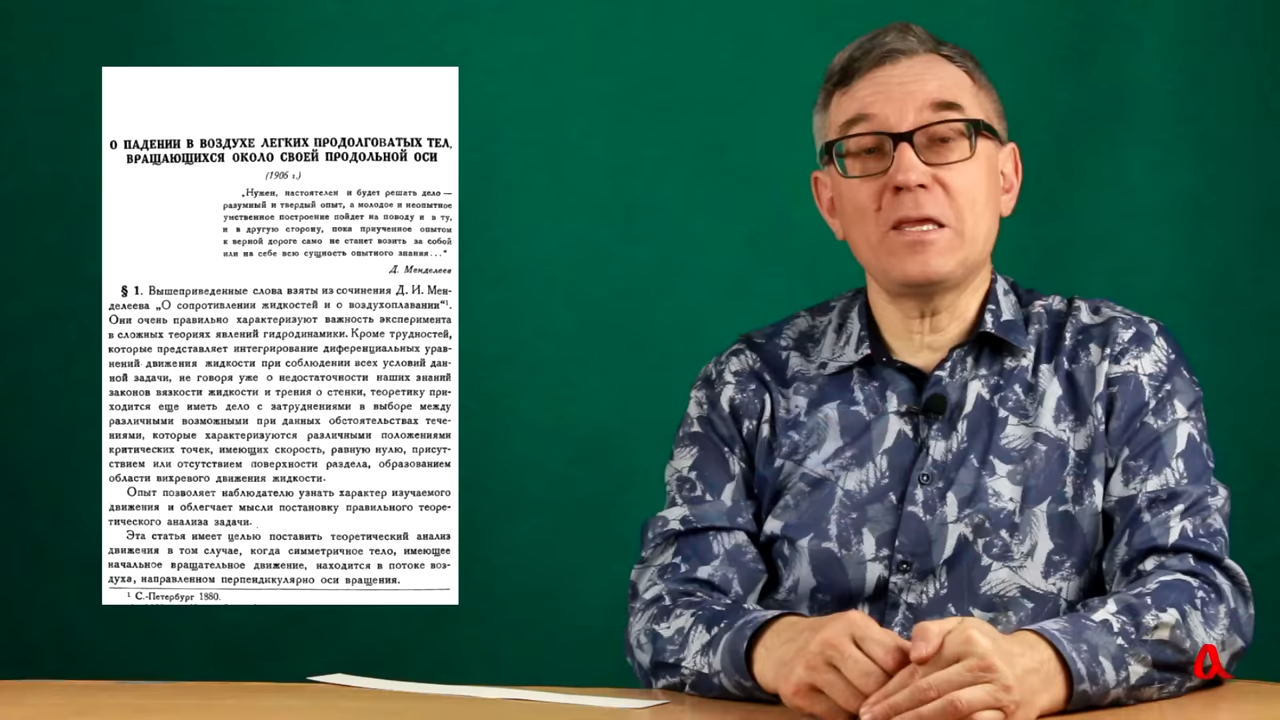 О ПАДЕНИИ В ВОЗДУХЕ ЛЕГКИХ ПРОДОЛГОВАТЫХ ТЕЛ,
ВРАЩАЮЩИХСЯ ОКОЛО СВОЕЙ ПРОДОЛЬНОЙ ОСИ
(1906 г.)
„Нужен, настоятелен и будет решать дело —
разумный и твердый опыт, а молодое и неопытное
умственное построение пойдет на поводу и в ту,
и в другую сторону, пока приученное опытом
к верной дороге само не станет возить за собой
или на себе всю сущность опытного знания..."
Д. Менделеев
§ 1. Вышеприведенные слова взяты из сочинения Д. И. Мен-
делеева „О сопротивлении жидкостей и о воздухоплавании"¹.
Они очень правильно характеризуют важность эксперимента
в сложных теориях явлений гидродинамики. Кроме трудностей,
которые представляет интегрирование диференциальных урав-
нений движения жидкости при соблюдении всех условий дан-
ной задачи, не говоря уже о недостаточности наших знаний
законов вязкости жидкости и трения о стенки, теоретику при-
ходится еще иметь дело с затруднениями в выборе между
различными возможными при данных обстоятельствах тече-
ниями, которые характеризуются различными положениями
критических точек, имеющих скорость, равную нулю, присут-
ствием или отсутствием поверхности раздела, образованием
области вихревого движения жидкости.
Опыт позволяет наблюдателю узнать характер изучаемого
движения и облегчает мысли постановку правильного теоре-
тического анализа задачи.
Эта статья имеет целью поставить теоретический анализ
движения в том случае, когда симметричное тело, имеющее
начальное вращательное движение, находится в потоке воз-
духа, направленном перпендикулярно оси вращения.
¹ С.-Петербург 1880.